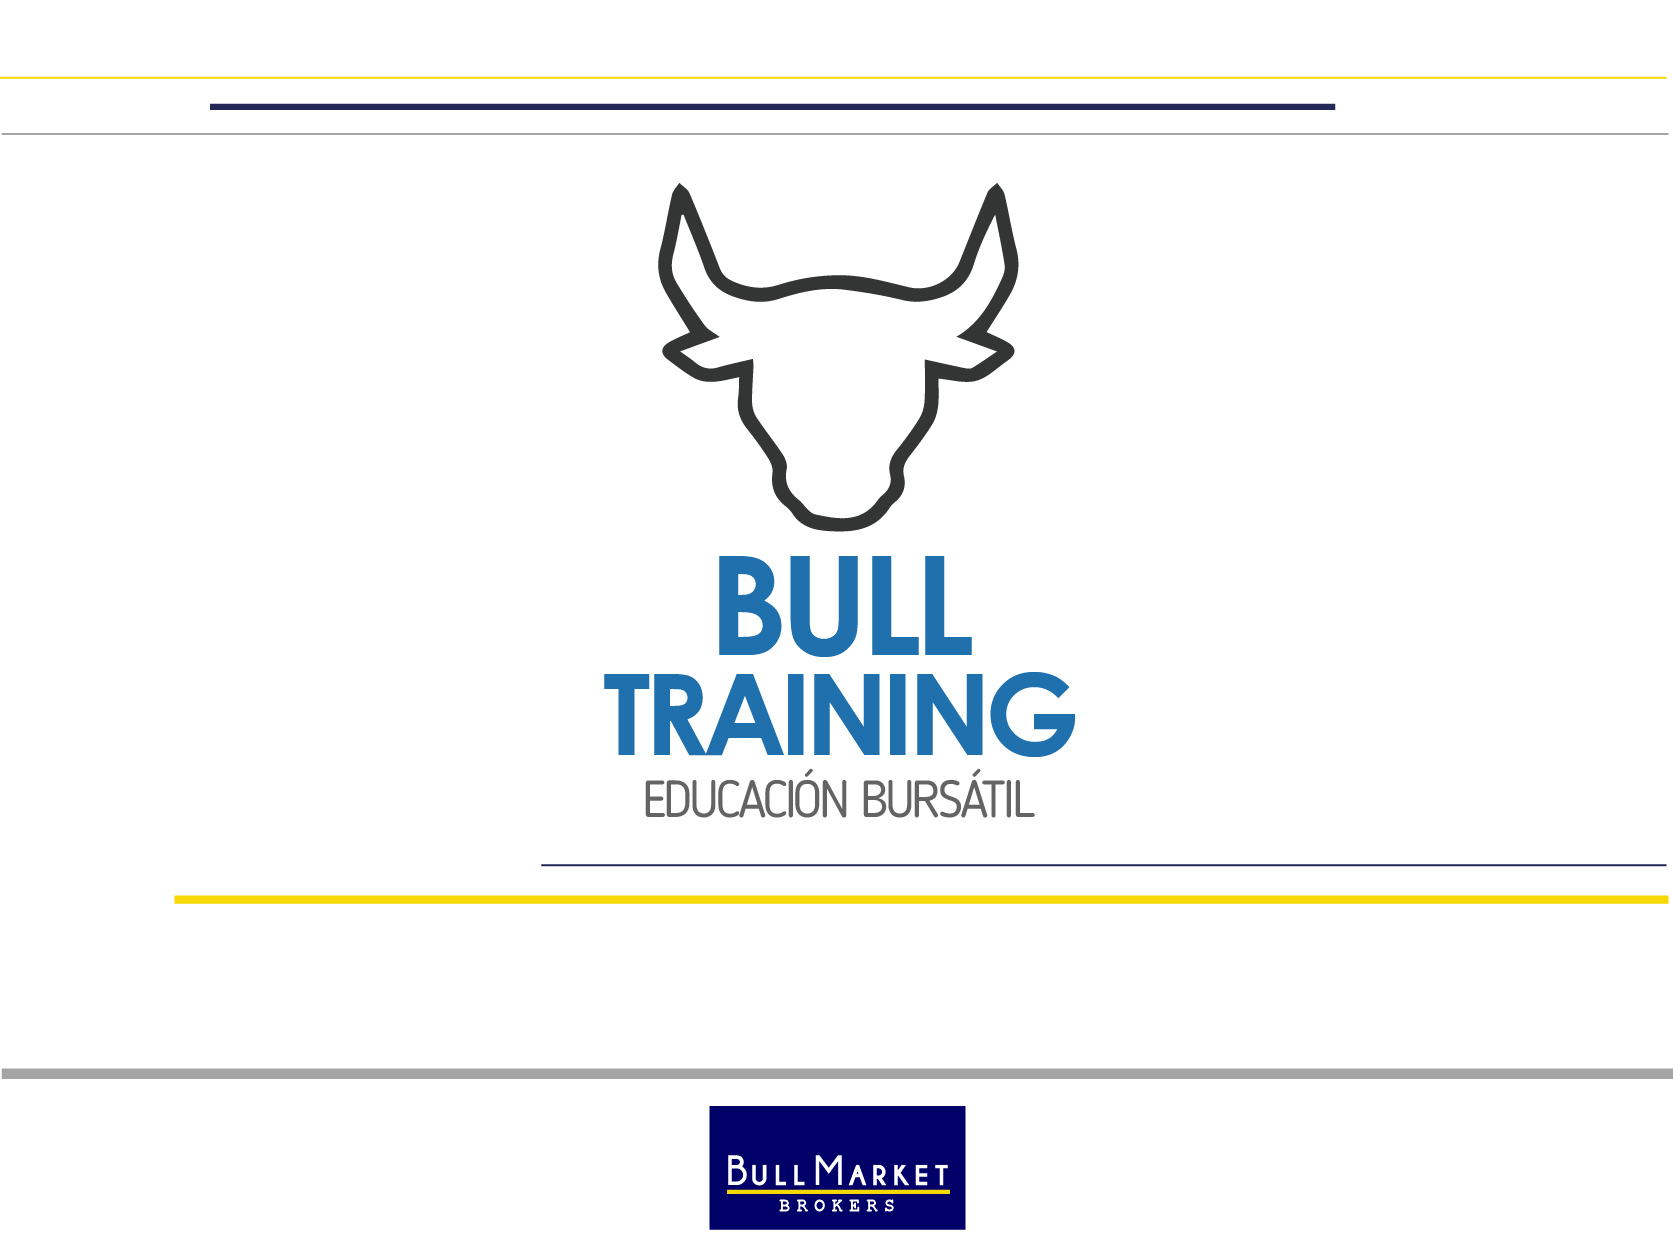 BULL
TRAINING
EDUCACIÓN BURSÁTIL
BULL MARKET
BROKERS